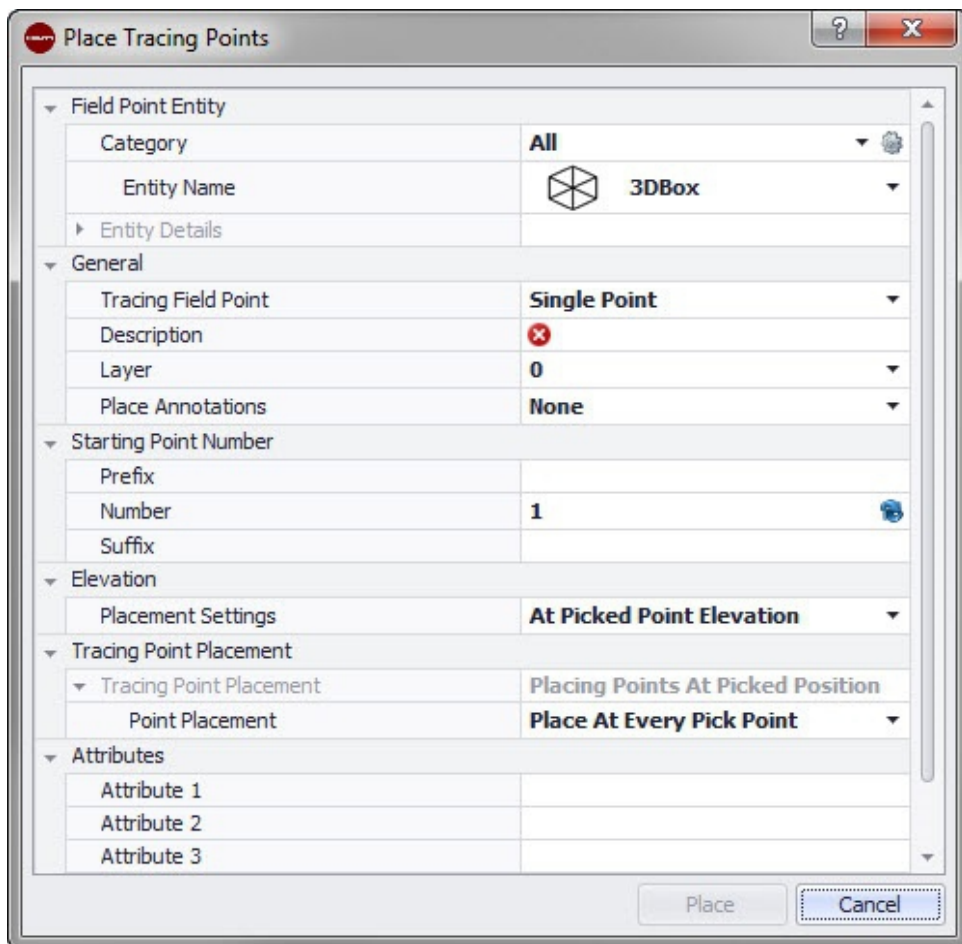 Place Tracing Points
Field Point Entity
Category All
Entity Name 3DBox
Entity Details
General
Tracing Field Point Single Point
Description
Layer 0
Place Annotations None
Starting Point Number
Prefix
Number 1
Suffix
Elevation
Placement Settings At Picked Point Elevation
Tracing Point Placement
Tracing Point Placement Placing Points At Picked Position
Point Placement Place At Every Pick Point
Attributes
Attribute 1
Attribute 2
Attribute 3
Place Cancel